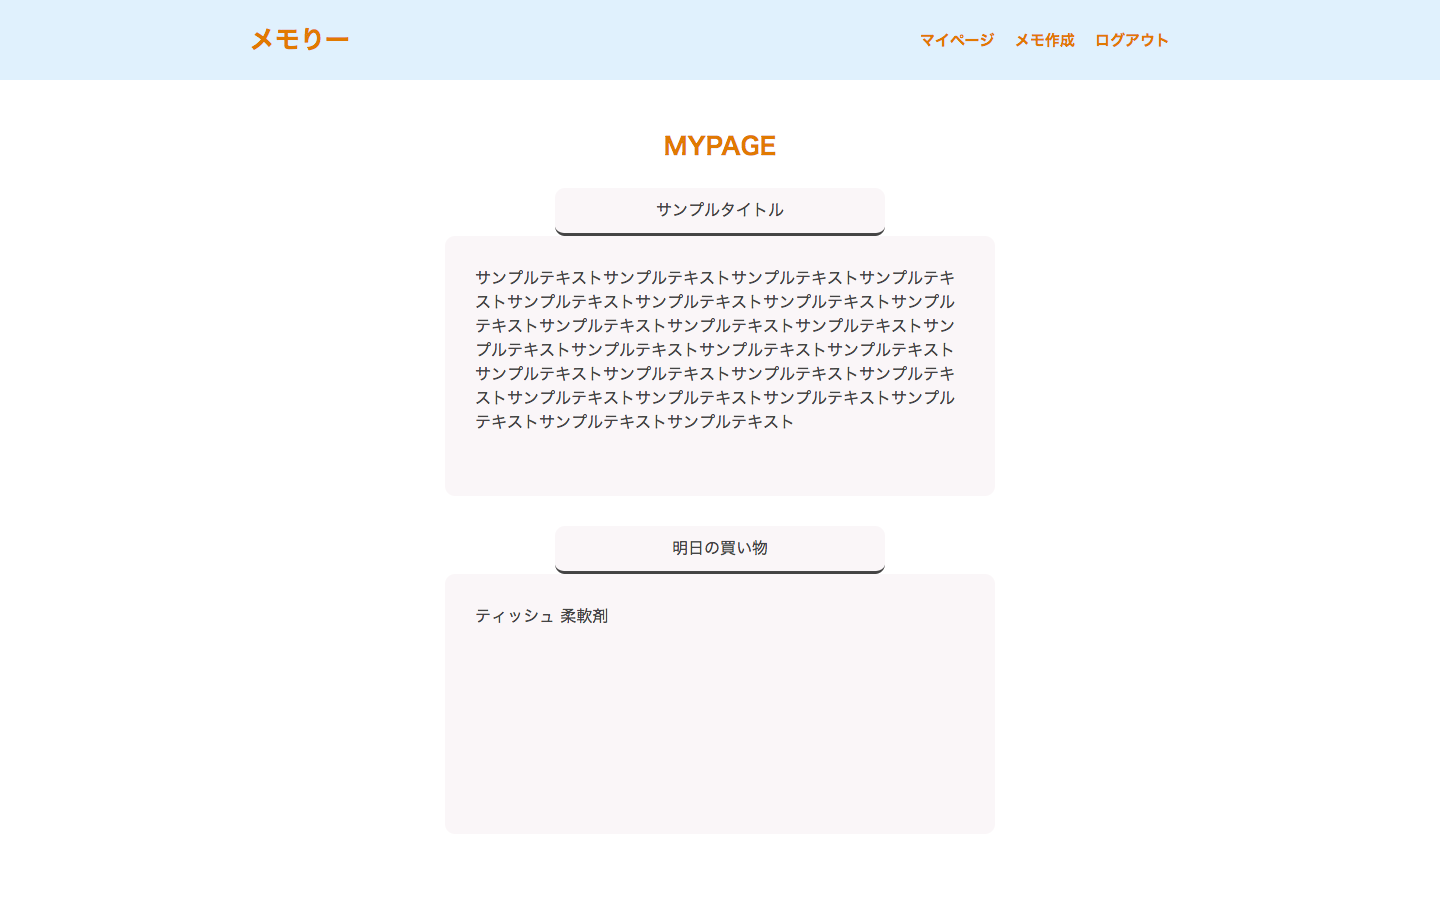 メモりー
マイページ メモ作成 ログアウト
MYPAGE
サンプルタイトル
サンプルテキストサンプルテキストサンプルテキストサンプルテキ
ストサンプルテキストサンプルテキストサンプルテキストサンプル
テキストサンプルテキストサンプルテキストサンプルテキストサン
プルテキストサンプルテキストサンプルテキストサンプルテキスト
サンプルテキストサンプルテキストサンプルテキストサンプルテキ
ストサンプルテキストサンプルテキストサンプルテキストサンプル
テキストサンプルテキストサンプルテキスト
明日の買い物
ティッシュ 柔軟剤